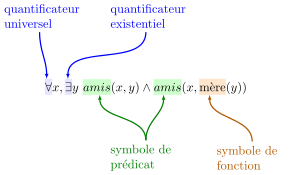 quantificateur
universel
quantificateur
existentiel
∀x, ∃y amis(x, y) ∧ amis(x, mère(y))
symbole de
prédicat
symbole de
fonction